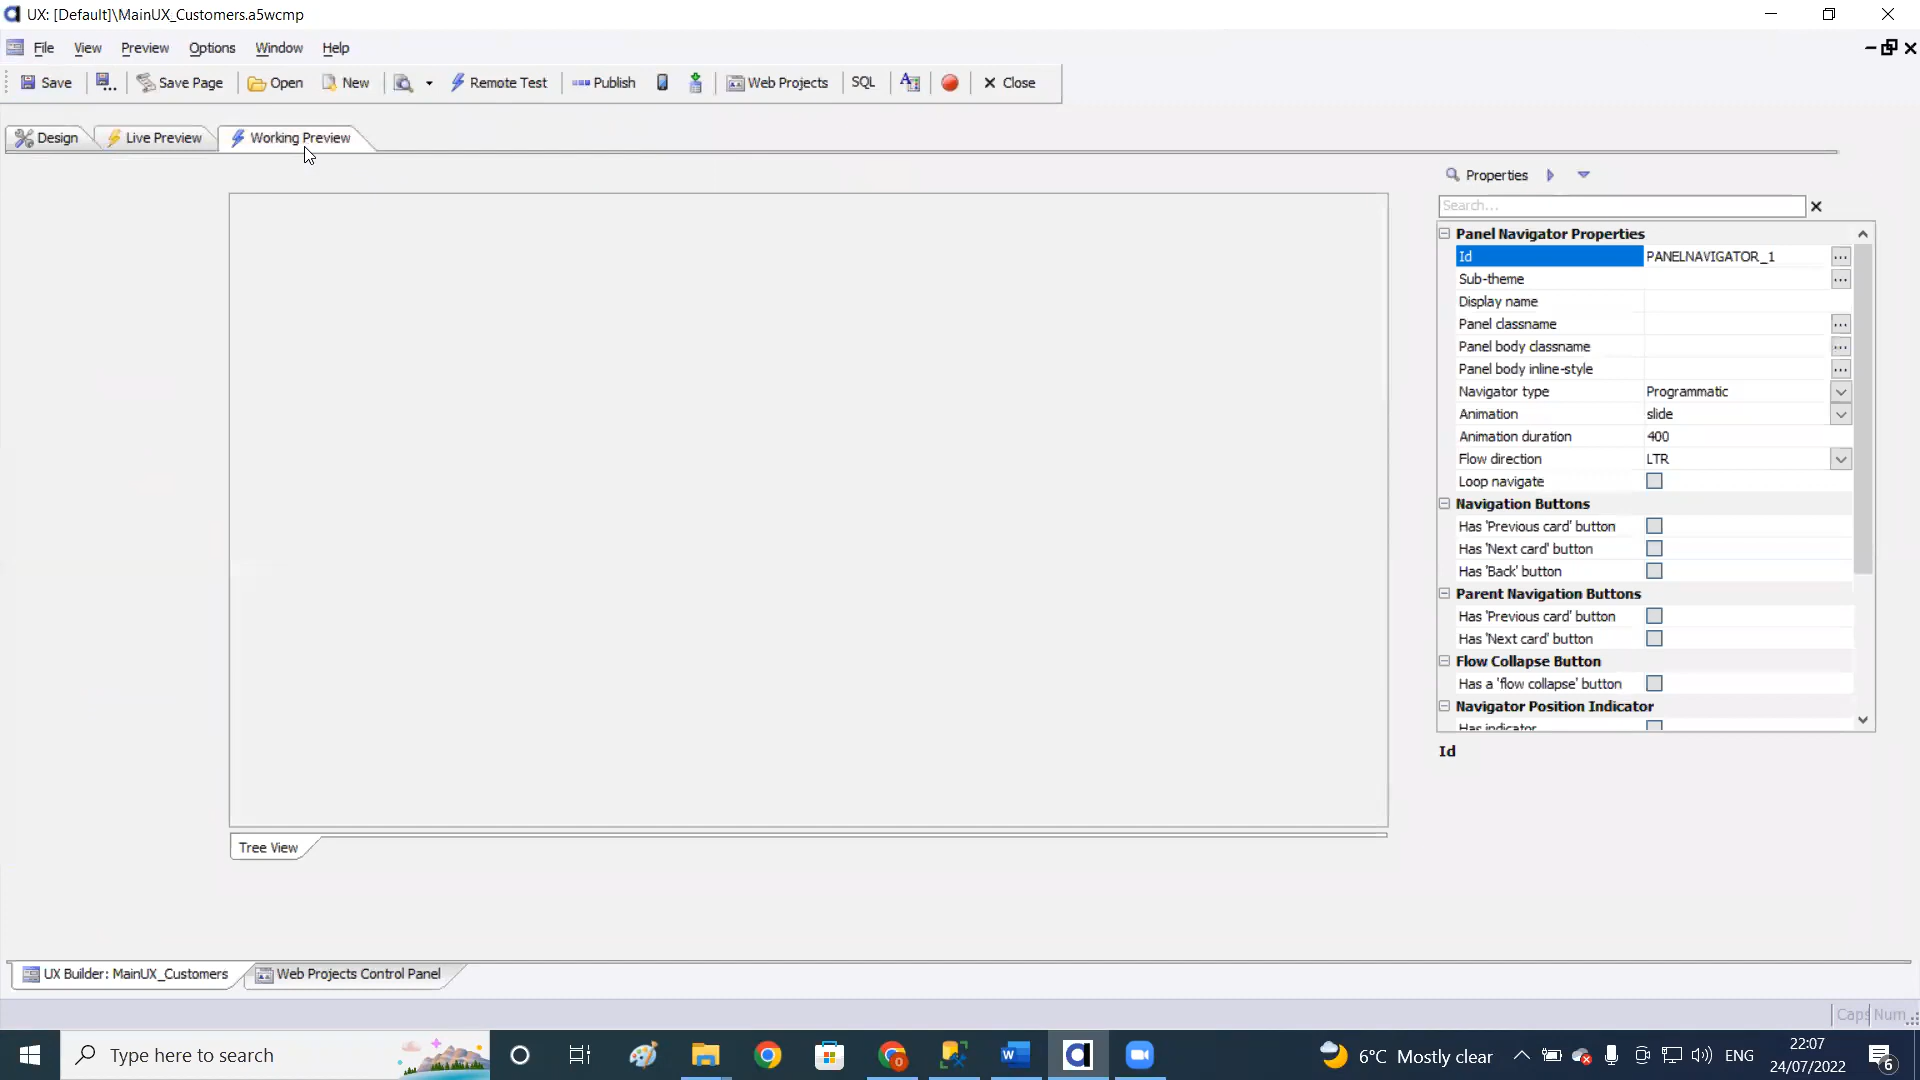 UX: [Default]\MainUX_Customers.a5wcmp
File View Preview Options Window Help
Save Save Page Open New Remote Test Publish Web Projects SQL Close
Design Live Preview Working Preview
Properties
Search...
Panel Navigator Properties
Id PANELNAVIGATOR_1
Sub-theme
Display name
Panel classname
Panel body classname
Panel body inline-style
Navigator type Programmatic
Animation slide
Animation duration 400
Flow direction LTR
Loop navigate
Navigation Buttons
Has 'Previous card' button
Has 'Next card' button
Has 'Back' button
Parent Navigation Buttons
Has 'Previous card' button
Has 'Next card' button
Flow Collapse Button
Has a 'flow collapse' button
Navigator Position Indicator
Has indicator
Id
Tree View
UX Builder: MainUX_Customers Web Projects Control Panel
Caps Num
Type here to search
6°C Mostly clear
ENG
22:07
24/07/2022
6